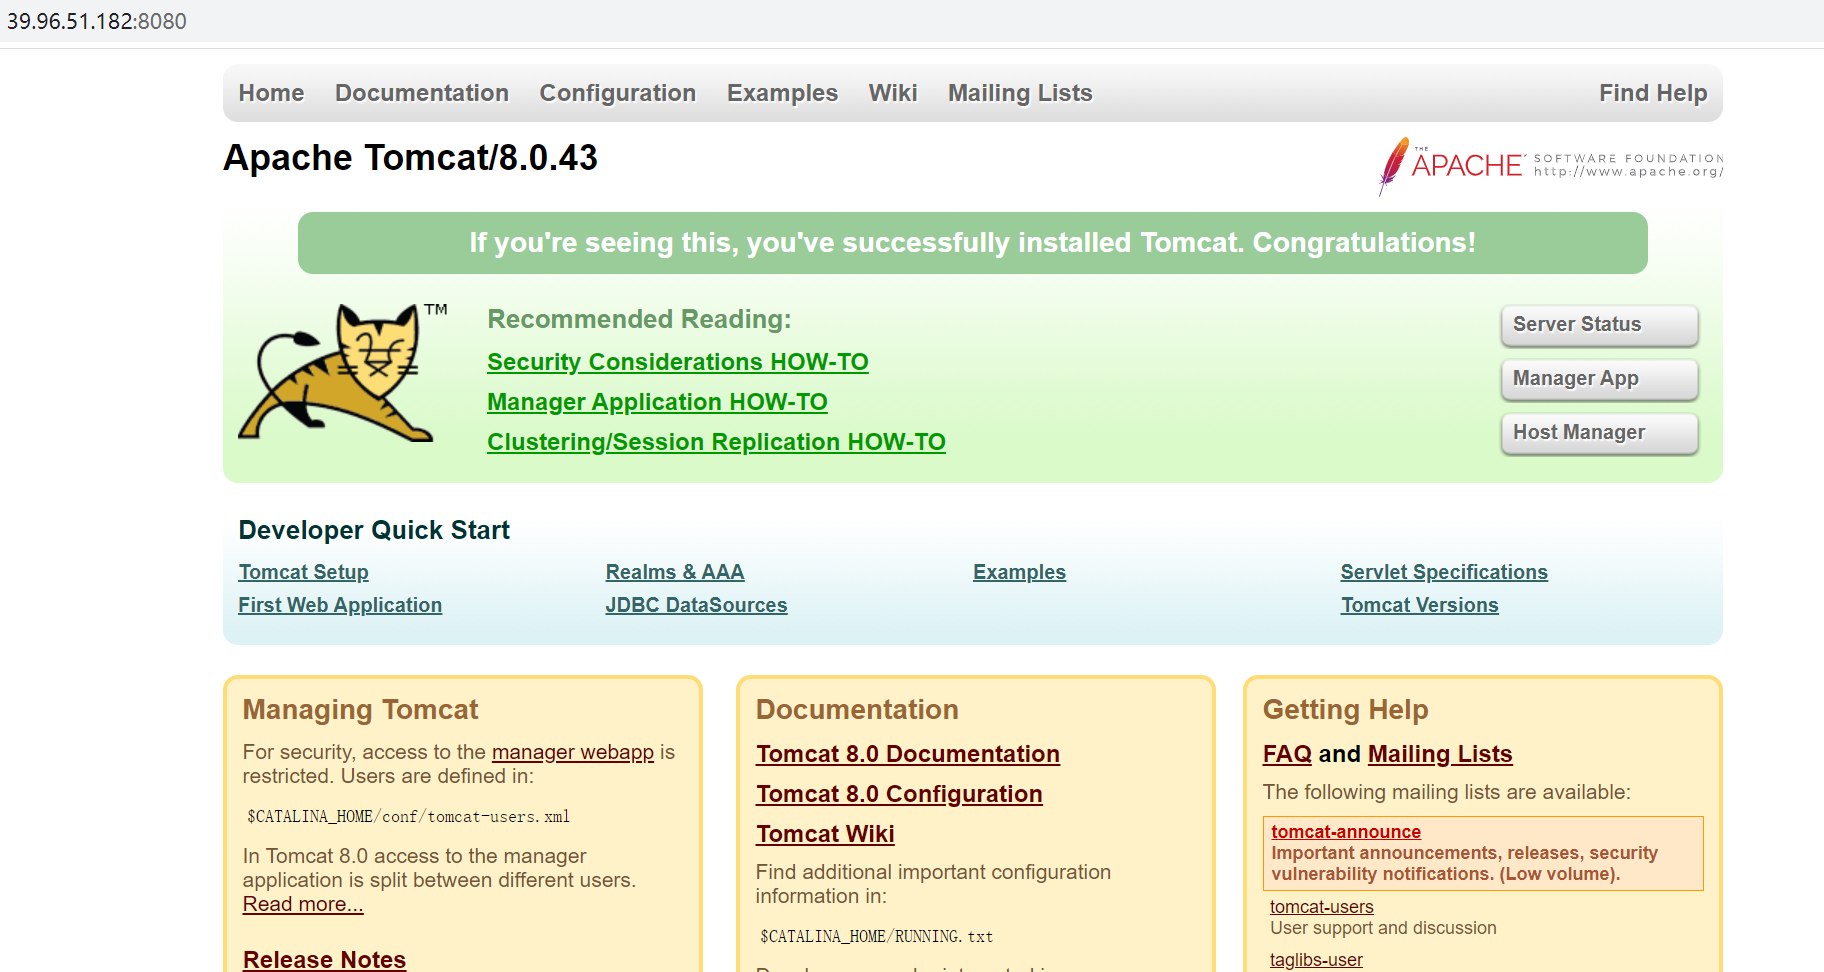 39.96.51.182:8080
Home Documentation Configuration Examples Wiki Mailing Lists Find Help
Apache Tomcat/8.0.43
THE APACHE SOFTWARE FOUNDATION
http://www.apache.org/
If you're seeing this, you've successfully installed Tomcat. Congratulations!
TM
Recommended Reading:
Security Considerations HOW-TO
Manager Application HOW-TO
Clustering/Session Replication HOW-TO
Server Status
Manager App
Host Manager
Developer Quick Start
Tomcat Setup
First Web Application
Realms & AAA
JDBC DataSources
Examples
Servlet Specifications
Tomcat Versions
Managing Tomcat
For security, access to the manager webapp is
restricted. Users are defined in:
$CATALINA_HOME/conf/tomcat-users.xml
In Tomcat 8.0 access to the manager
application is split between different users.
Read more...
Release Notes
Documentation
Tomcat 8.0 Documentation
Tomcat 8.0 Configuration
Tomcat Wiki
Find additional important configuration
information in:
$CATALINA_HOME/RUNNING.txt
Getting Help
FAQ and Mailing Lists
The following mailing lists are available:
tomcat-announce
Important announcements, releases, security
vulnerability notifications. (Low volume).
tomcat-users
User support and discussion
taglibs-user